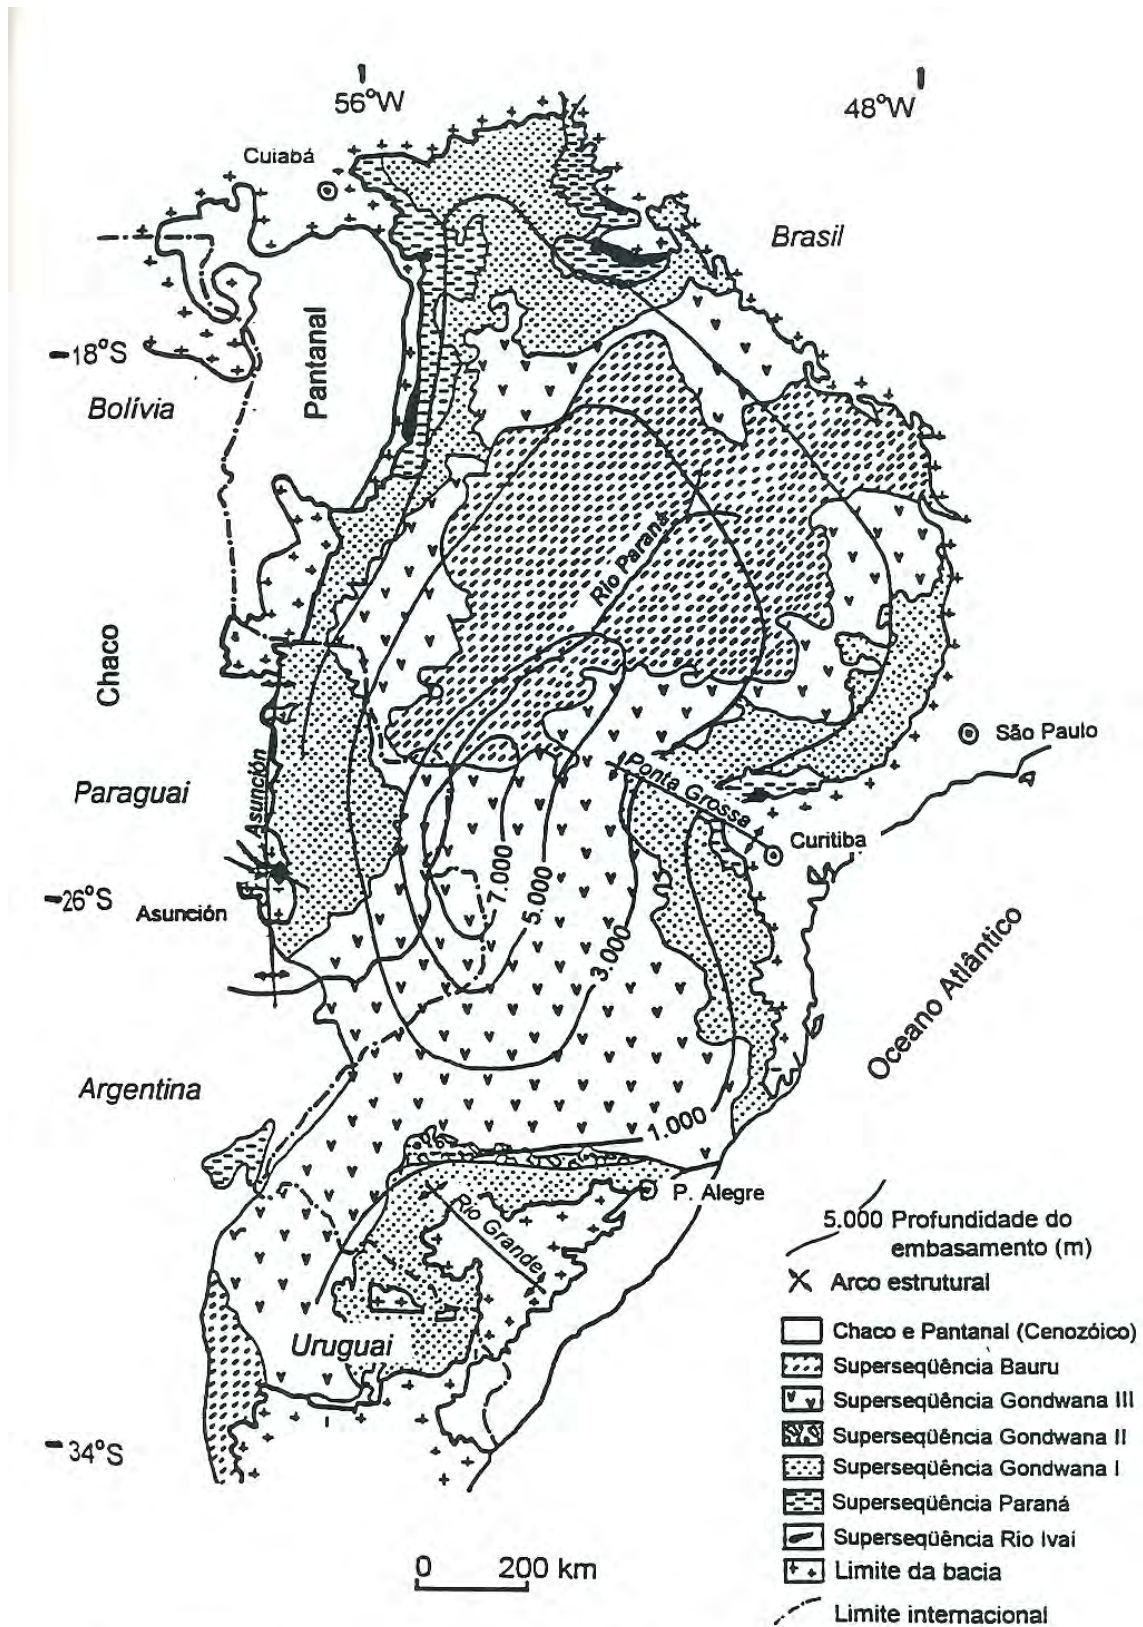 56°W
48°W
Cuiabá
Brasil
Pantanal
18°S
Bolívia
Rio Paraná
Chaco
São Paulo
Ponta Grossa
Paraguai
Asunción
Curitiba
7.000
5.000
26°S
Asunción
3.000
Oceano Atlântico
Argentina
1.000
P. Alegre
Rio Grande
5.000 Profundidade do
embasamento (m)
Arco estrutural
Chaco e Pantanal (Cenozóico)
Uruguai
Superseqüência Bauru
Superseqüência Gondwana III
Superseqüência Gondwana II
34°S
Superseqüência Gondwana I
Superseqüência Paraná
Superseqüência Rio Ivai
0 200 km
Limite da bacia
Limite internacional